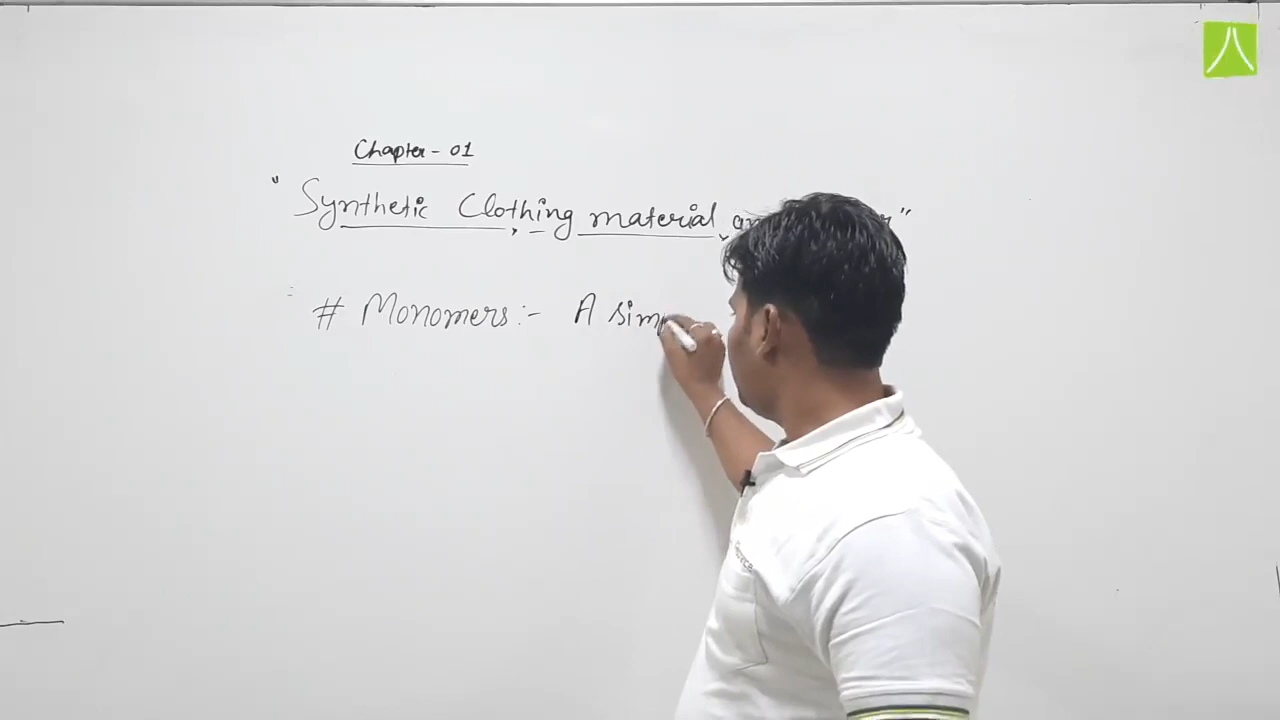 Chapter - 01
" Synthetic Clothing material "
# Monomers :- A sim